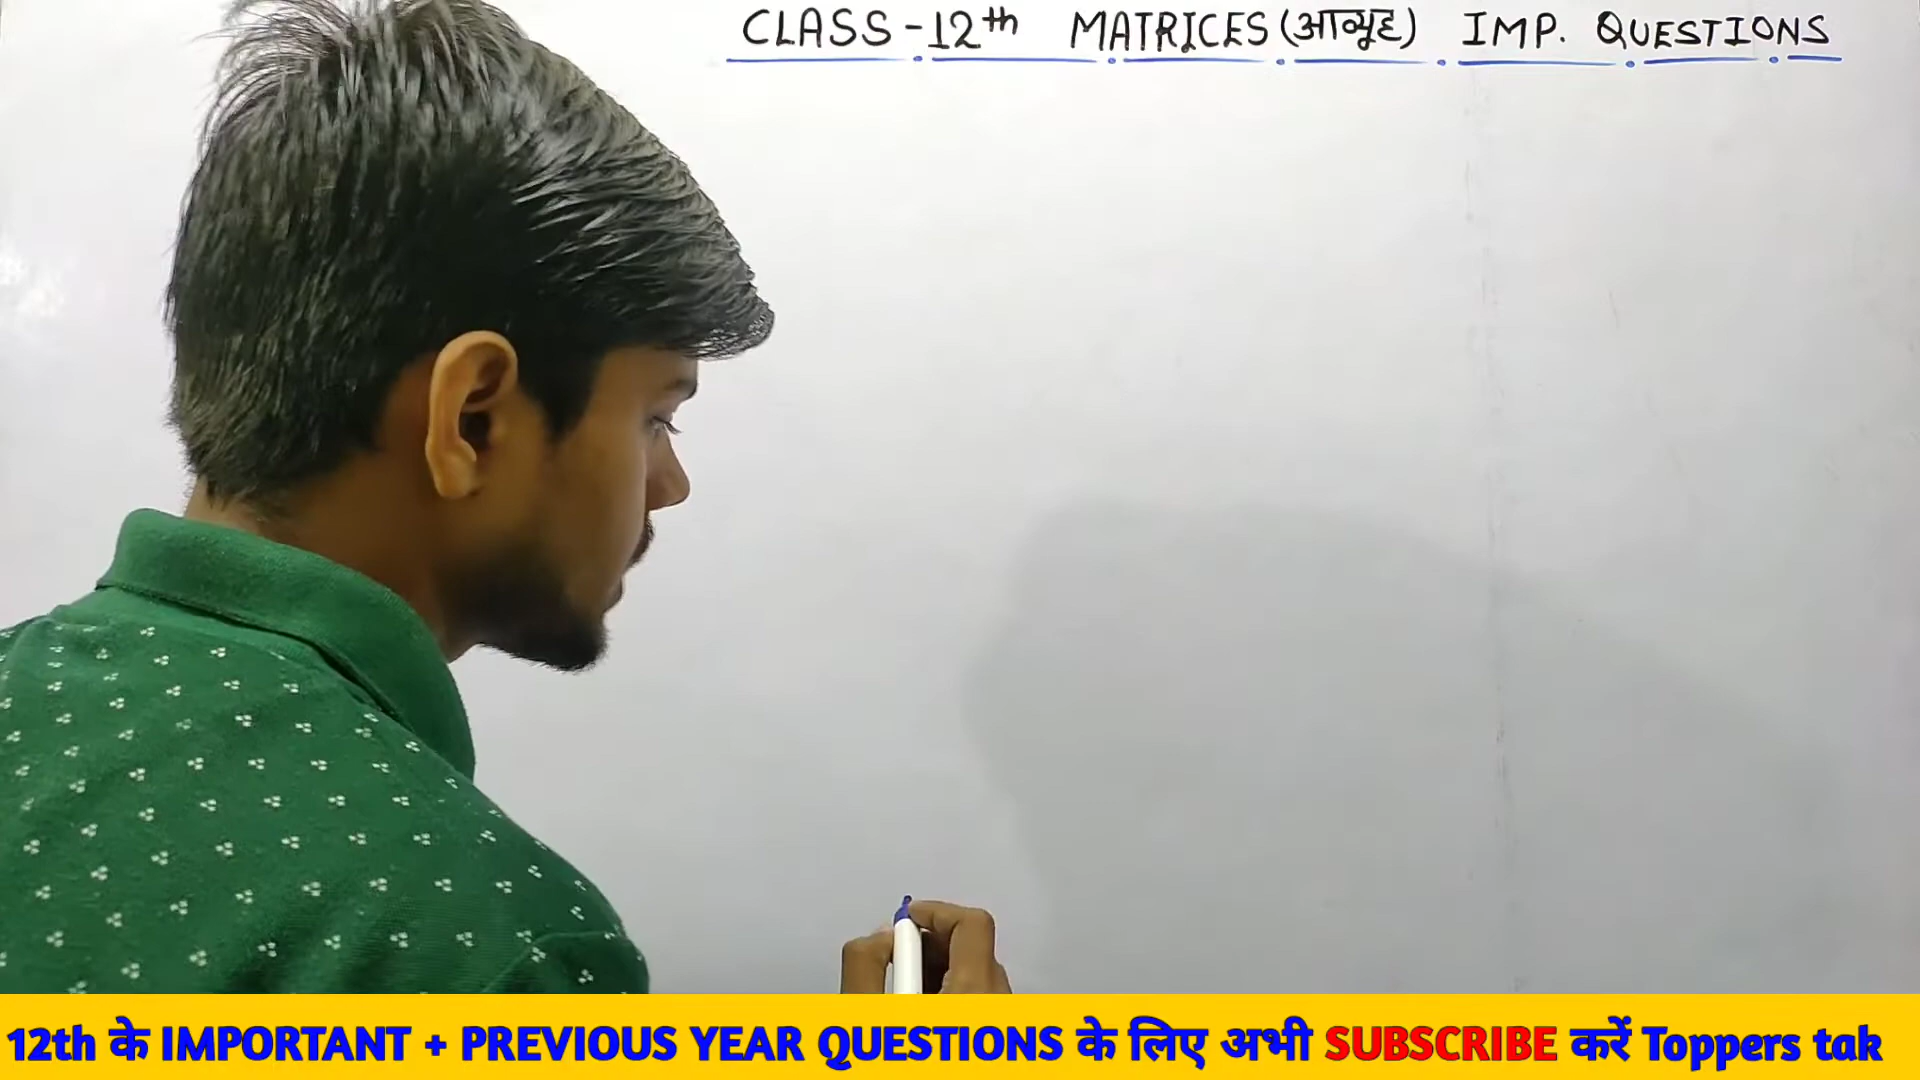 CLASS-12th MATRICES (आव्यूह) IMP. QUESTIONS
12th के IMPORTANT + PREVIOUS YEAR QUESTIONS के लिए अभी SUBSCRIBE करें Toppers tak